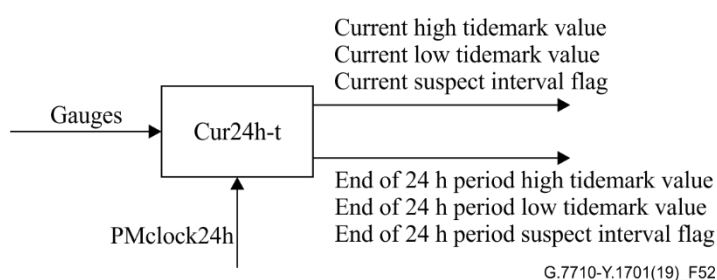 Current high tidemark value
Current low tidemark value
Current suspect interval flag
Gauges
Cur24h-t
End of 24 h period high tidemark value
End of 24 h period low tidemark value
End of 24 h period suspect interval flag
PMclock24h
G.7710-Y.1701(19)_F52